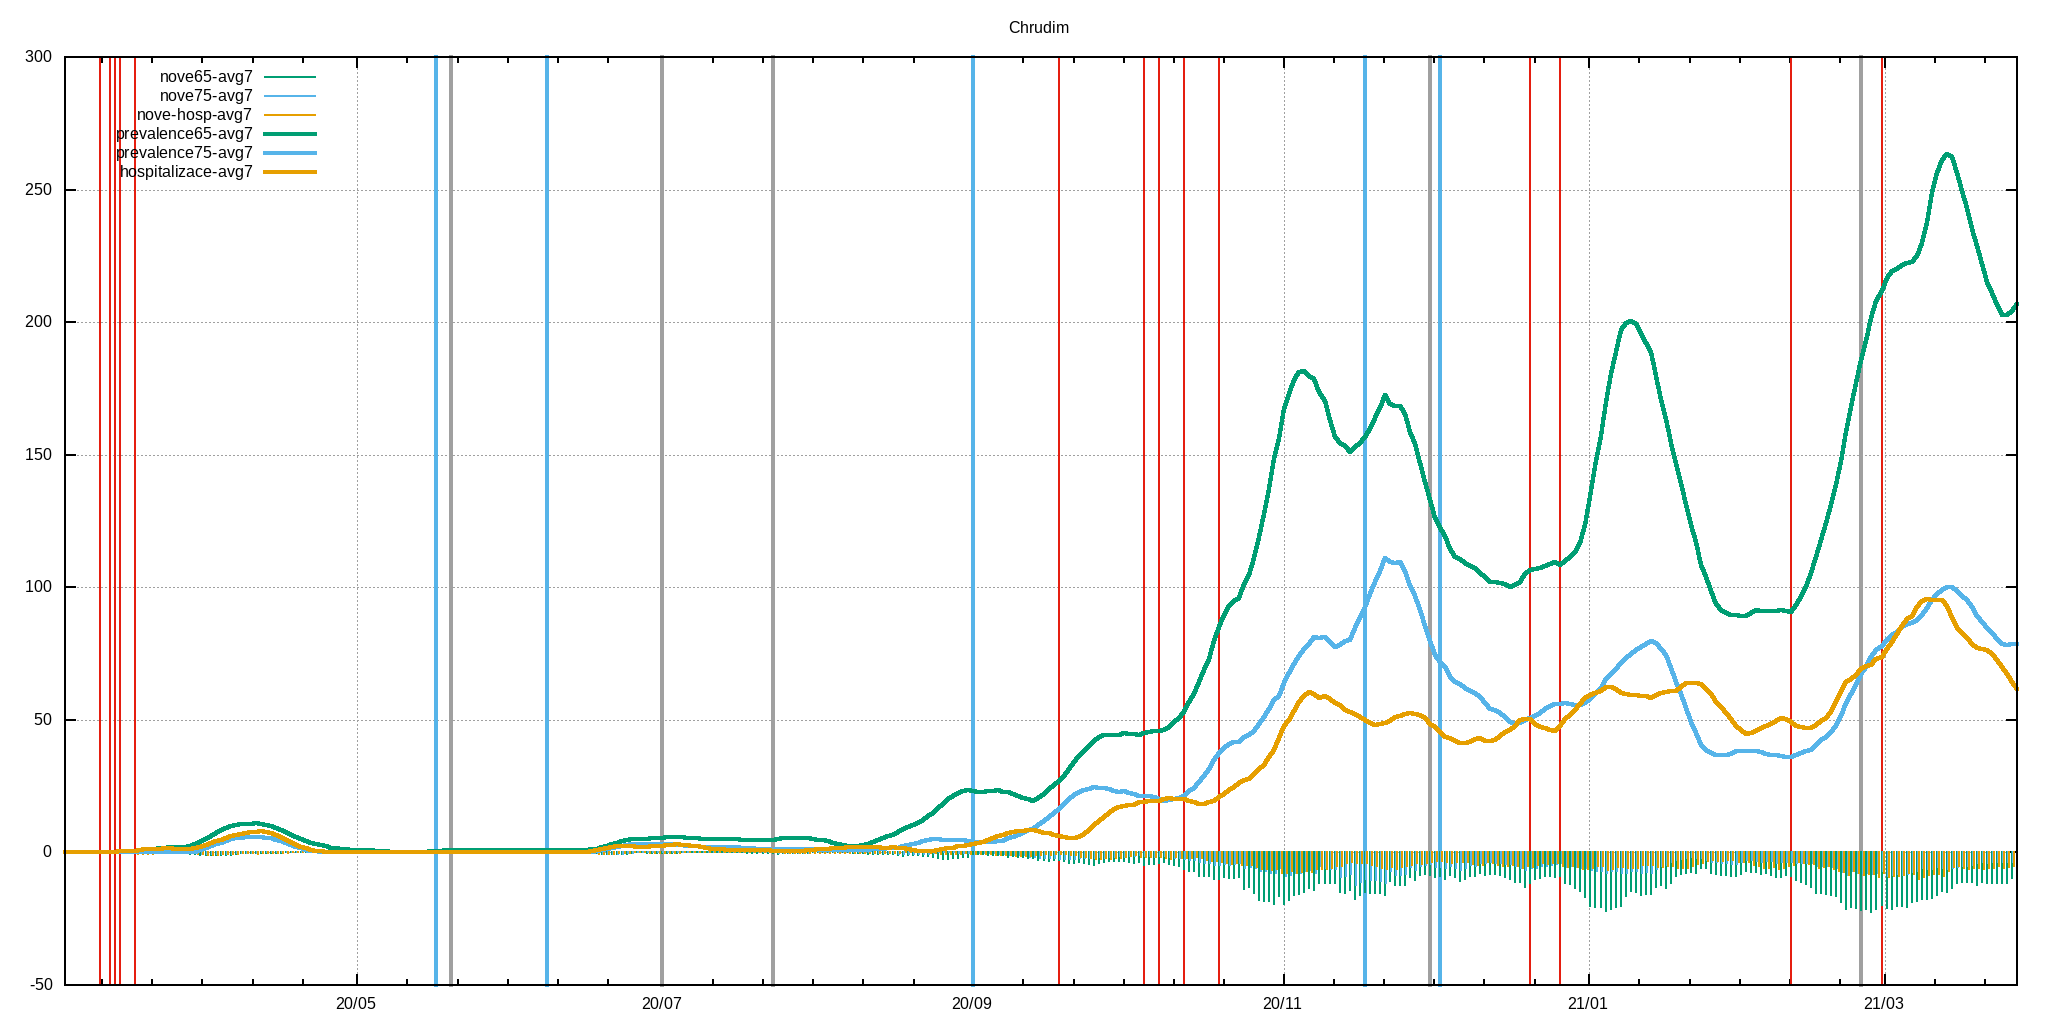 Chrudim
300
250
200
150
100
50
0
-50
nove65-avg7
nove75-avg7
nove-hosp-avg7
prevalence65-avg7
prevalence75-avg7
hospitalizace-avg7
20/05 20/07 20/09 20/11 21/01 21/03